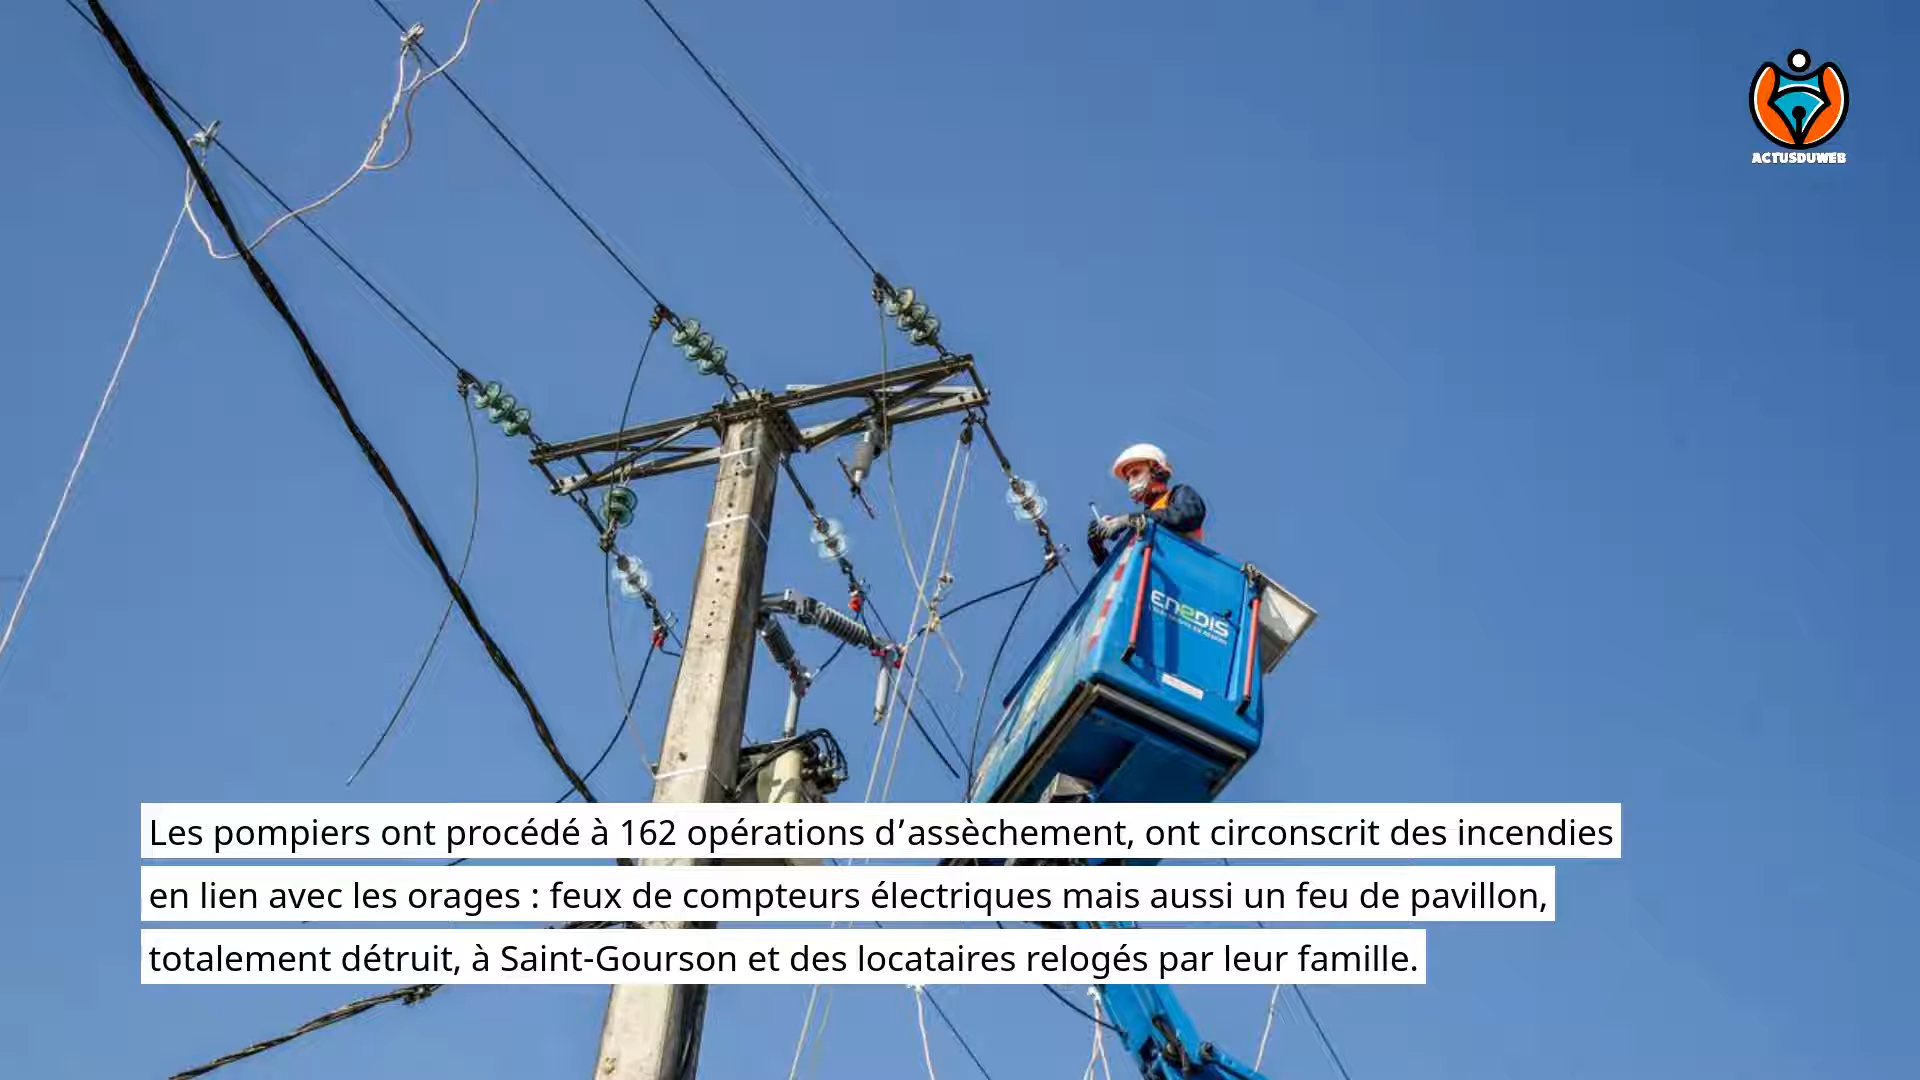 ACTUSDUWEB
ENEDIS
Les pompiers ont procédé à 162 opérations d’assèchement, ont circonscrit des incendies
en lien avec les orages : feux de compteurs électriques mais aussi un feu de pavillon,
totalement détruit, à Saint-Gourson et des locataires relogés par leur famille.